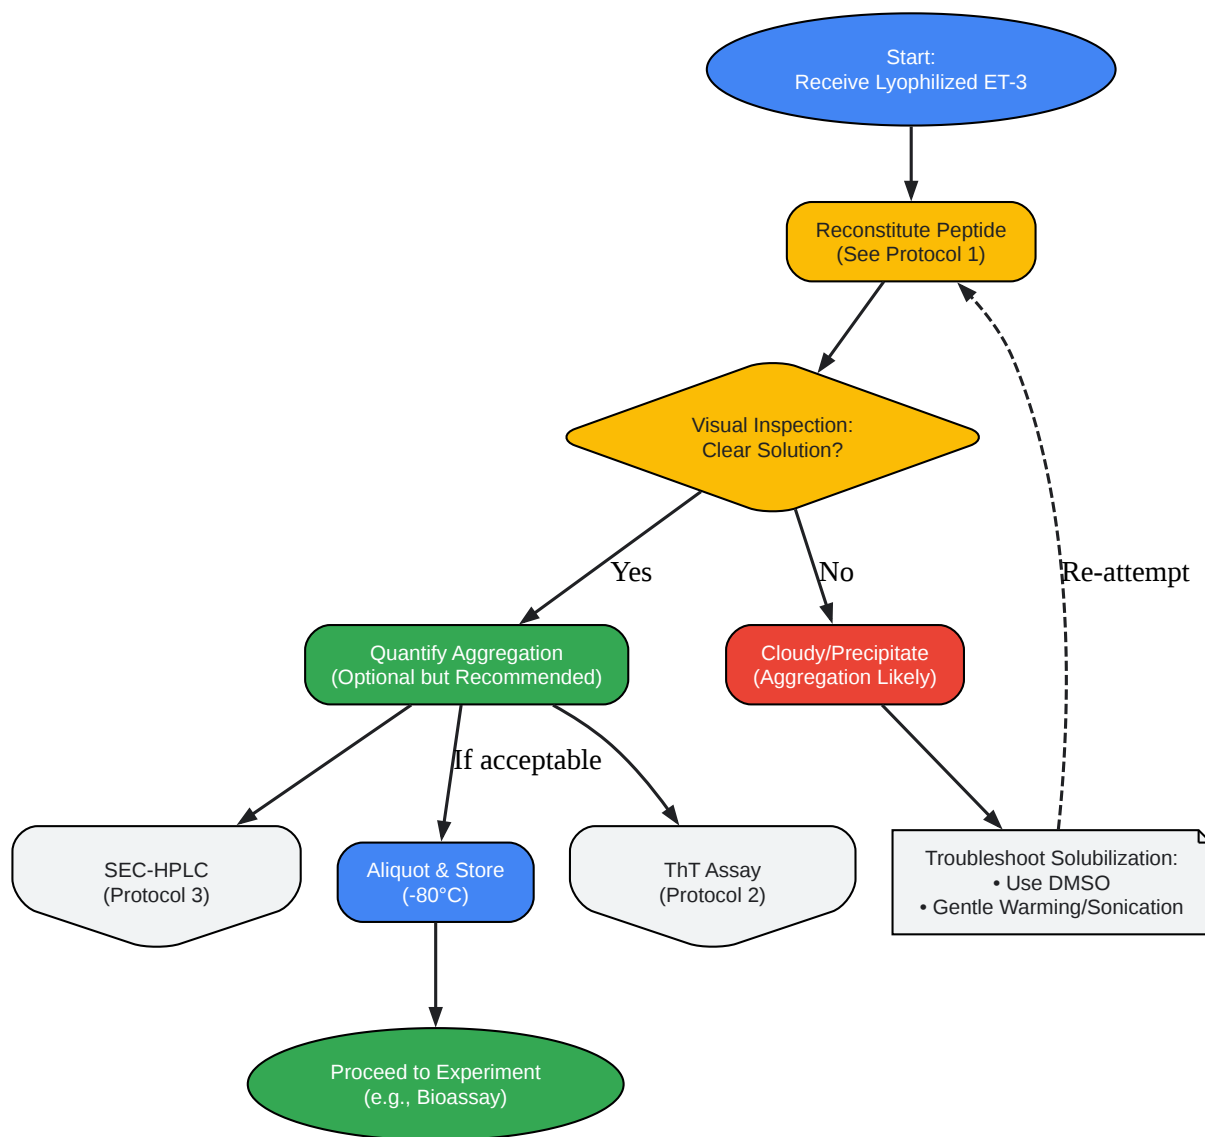 Start:
Receive Lyophilized ET-3
Reconstitute Peptide
(See Protocol 1)
Visual Inspection:
Clear Solution?
Yes
No
Re-attempt
Quantify Aggregation
(Optional but Recommended)
Cloudy/Precipitate
(Aggregation Likely)
If acceptable
SEC-HPLC
(Protocol 3)
Aliquot & Store
(-80°C)
ThT Assay
(Protocol 2)
Troubleshoot Solubilization:
• Use DMSO
• Gentle Warming/Sonication
Proceed to Experiment
(e.g., Bioassay)